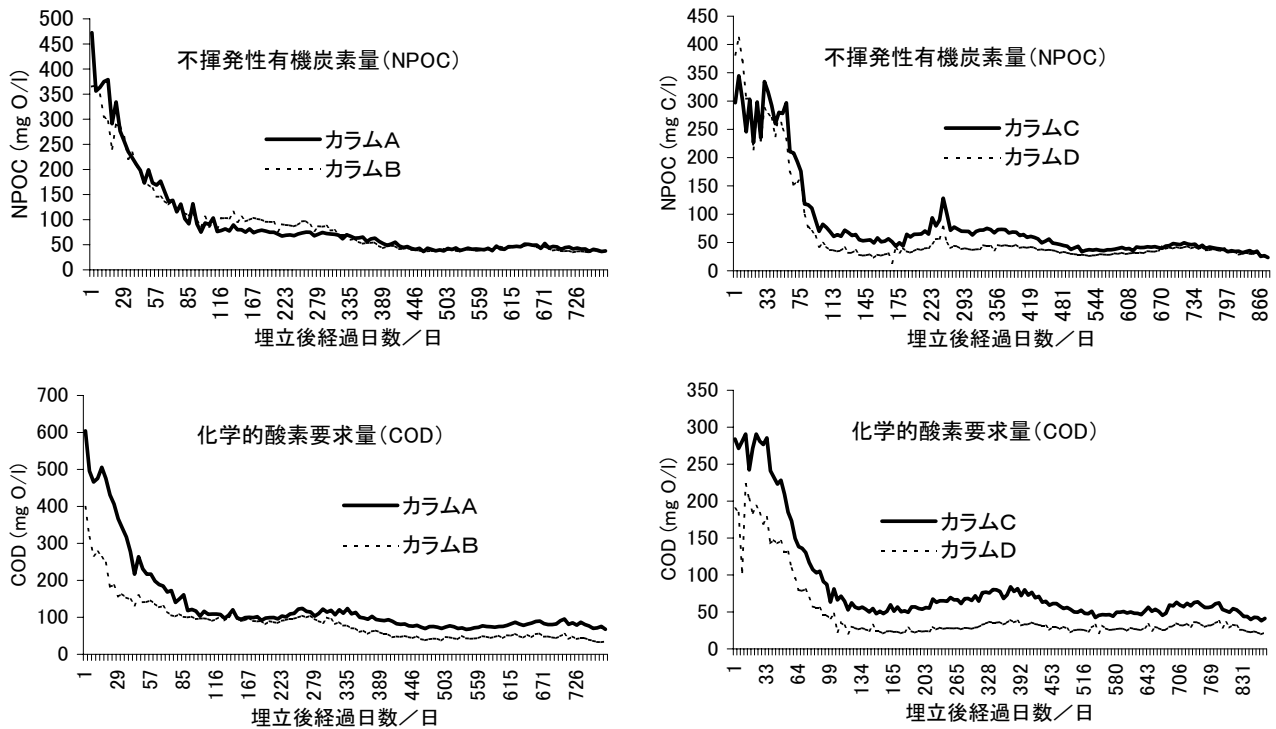 不揮発性有機炭素量(NPOC)
NPOC (mg O/l)
500
450
400
350
300
250
200
150
100
50
0
カラムA
カラムB
1 29 57 85 116 167 223 279 335 389 446 503 559 615 671 726
埋立後経過日数/日
不揮発性有機炭素量(NPOC)
NPOC (mg C/l)
450
400
350
300
250
200
150
100
50
0
カラムC
カラムD
1 33 75 113 145 175 223 293 356 419 481 544 608 670 734 797 866
埋立後経過日数/日
化学的酸素要求量(COD)
COD (mg O/l)
700
600
500
400
300
200
100
0
カラムA
カラムB
1 29 57 85 116 167 223 279 335 389 446 503 559 615 671 726
埋立後経過日数/日
化学的酸素要求量(COD)
COD (mg O/l)
350
300
250
200
150
100
50
0
カラムC
カラムD
1 33 64 99 134 165 203 265 328 392 454 516 580 643 706 769 831
埋立後経過日数/日